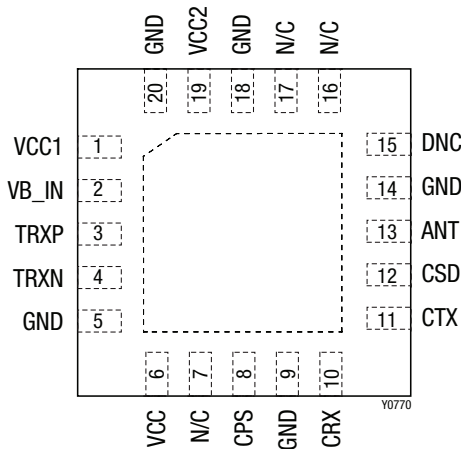 GND VCC2 GND N/C N/C
20 19 18 17 16
VCC1 1 15 DNC
VB_IN 2 14 GND
TRXP 3 13 ANT
TRXN 4 12 CSD
GND 5 11 CTX
6 7 8 9 10
VCC N/C CPS GND CRX
Y0770